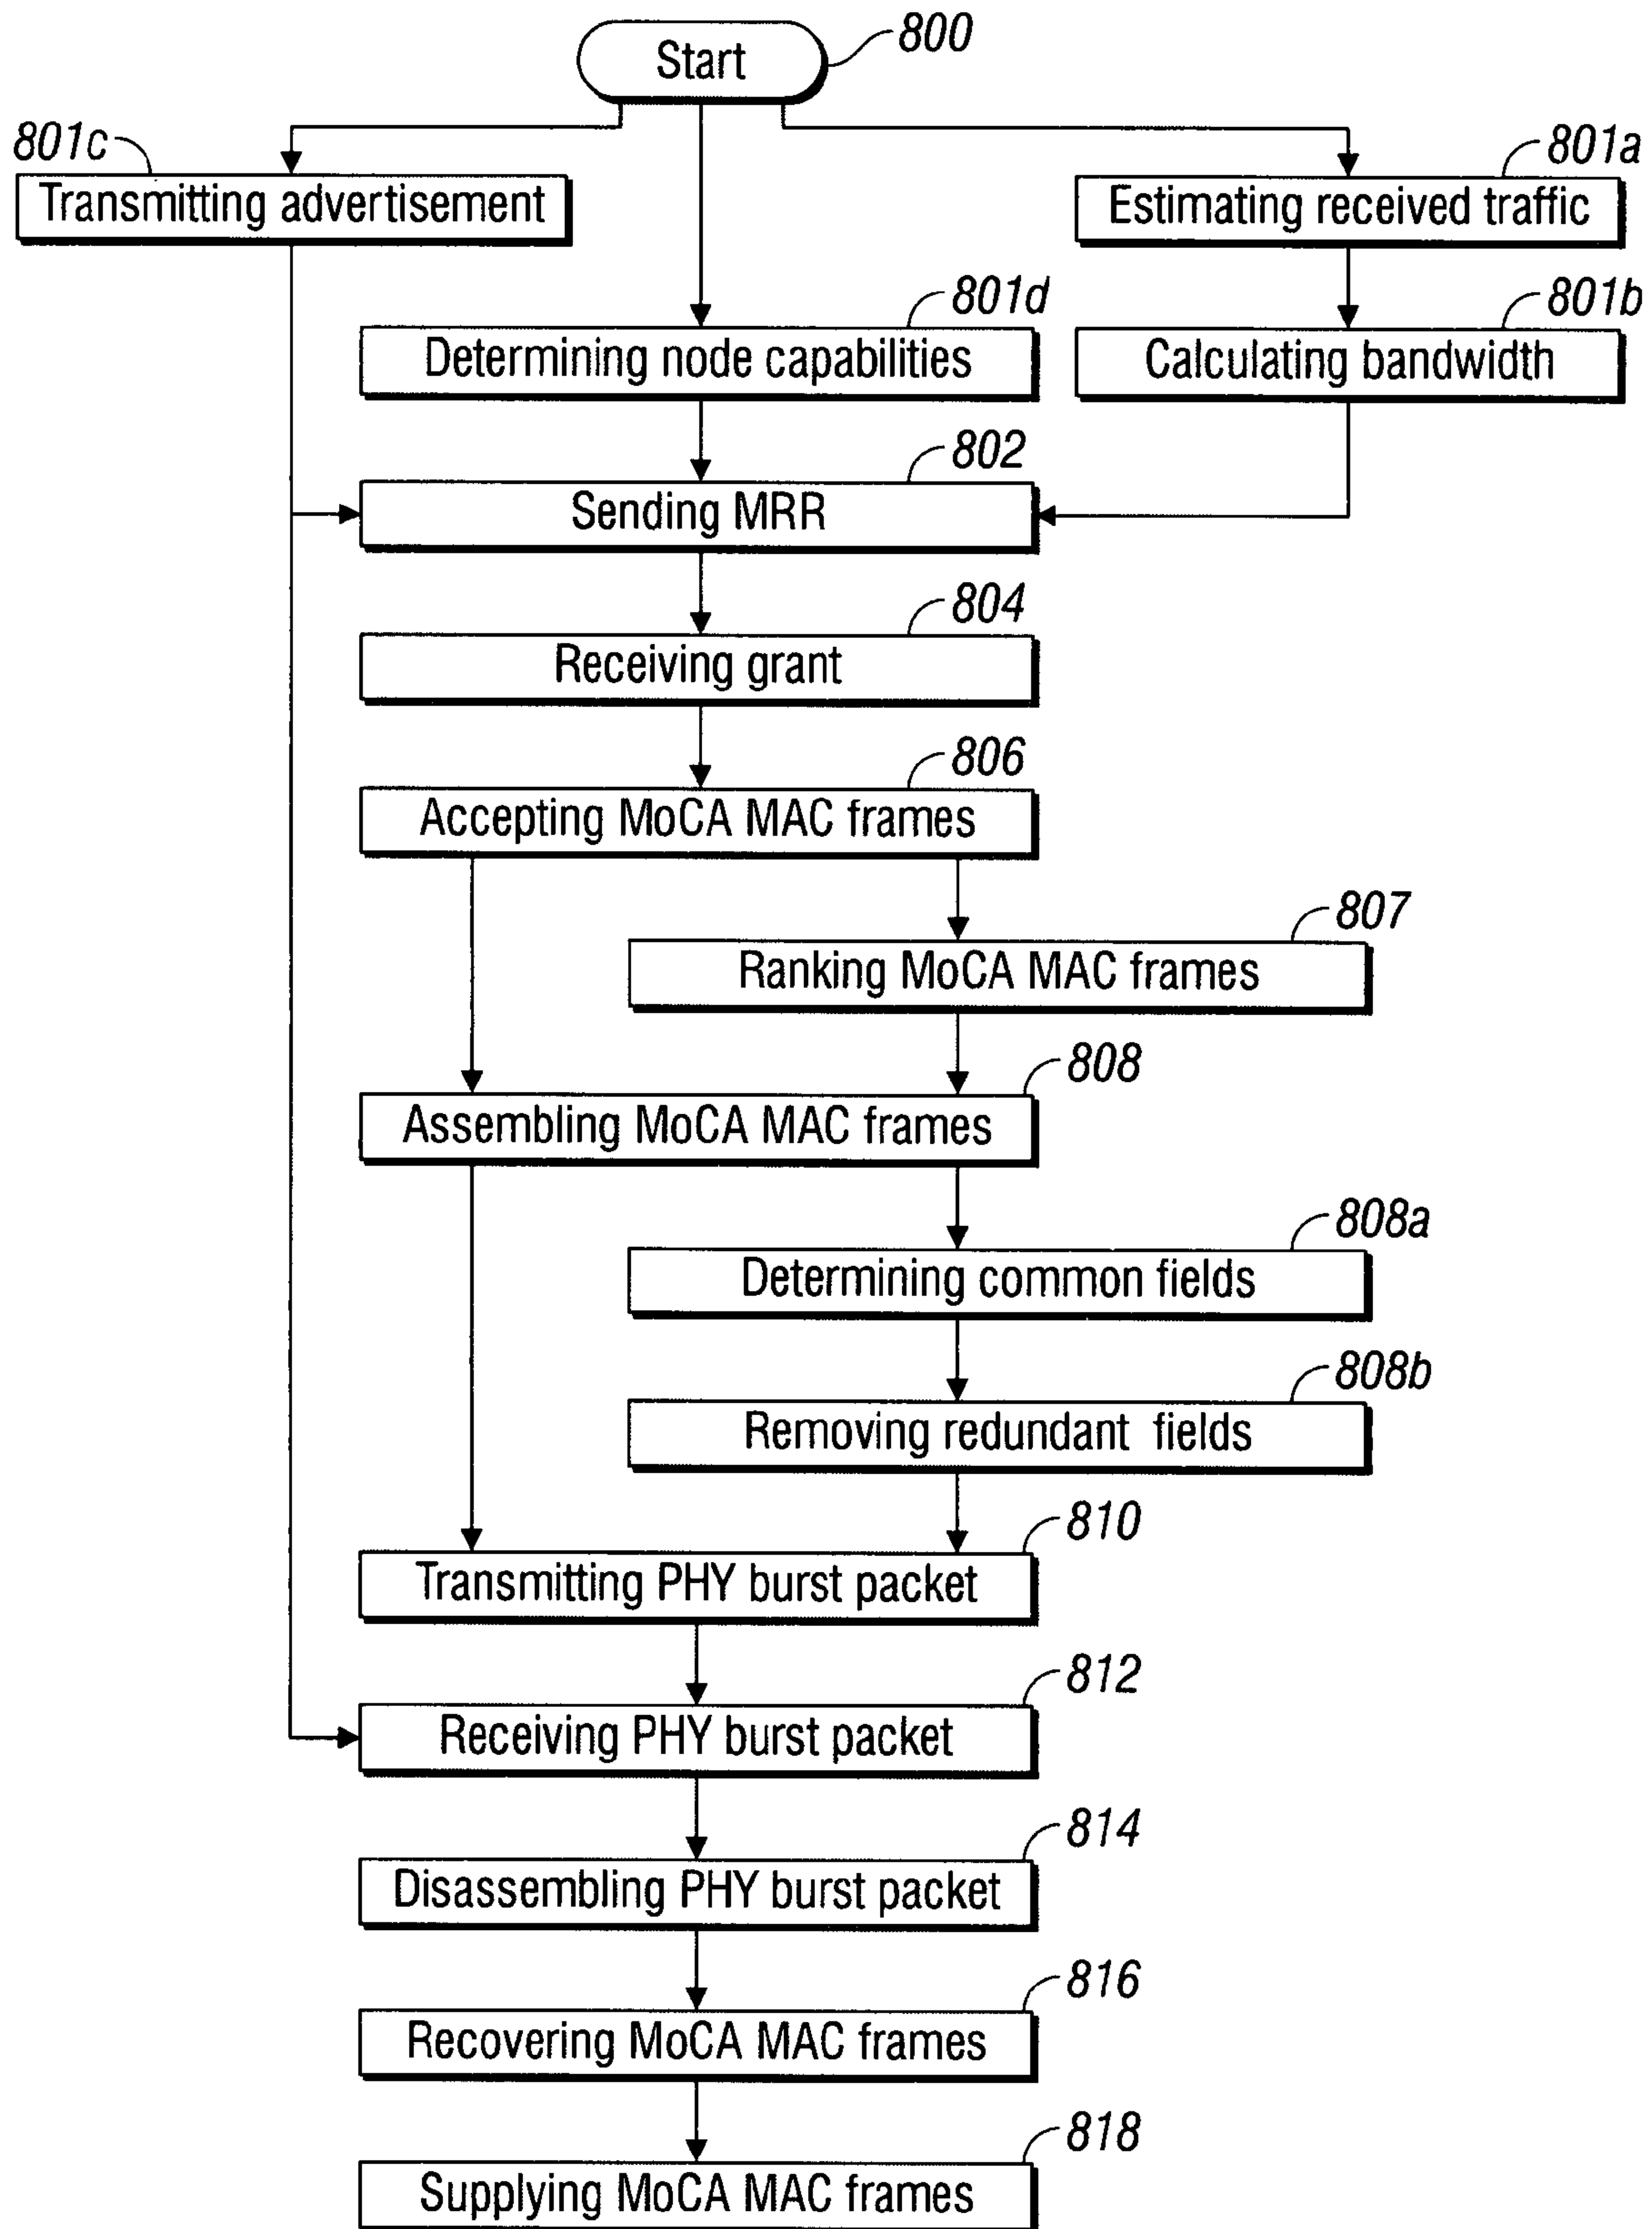 Start
800
801c
Transmitting advertisement
801a
Estimating received traffic
801d
Determining node capabilities
801b
Calculating bandwidth
802
Sending MRR
804
Receiving grant
806
Accepting MoCA MAC frames
807
Ranking MoCA MAC frames
808
Assembling MoCA MAC frames
808a
Determining common fields
808b
Removing redundant fields
810
Transmitting PHY burst packet
812
Receiving PHY burst packet
814
Disassembling PHY burst packet
816
Recovering MoCA MAC frames
818
Supplying MoCA MAC frames